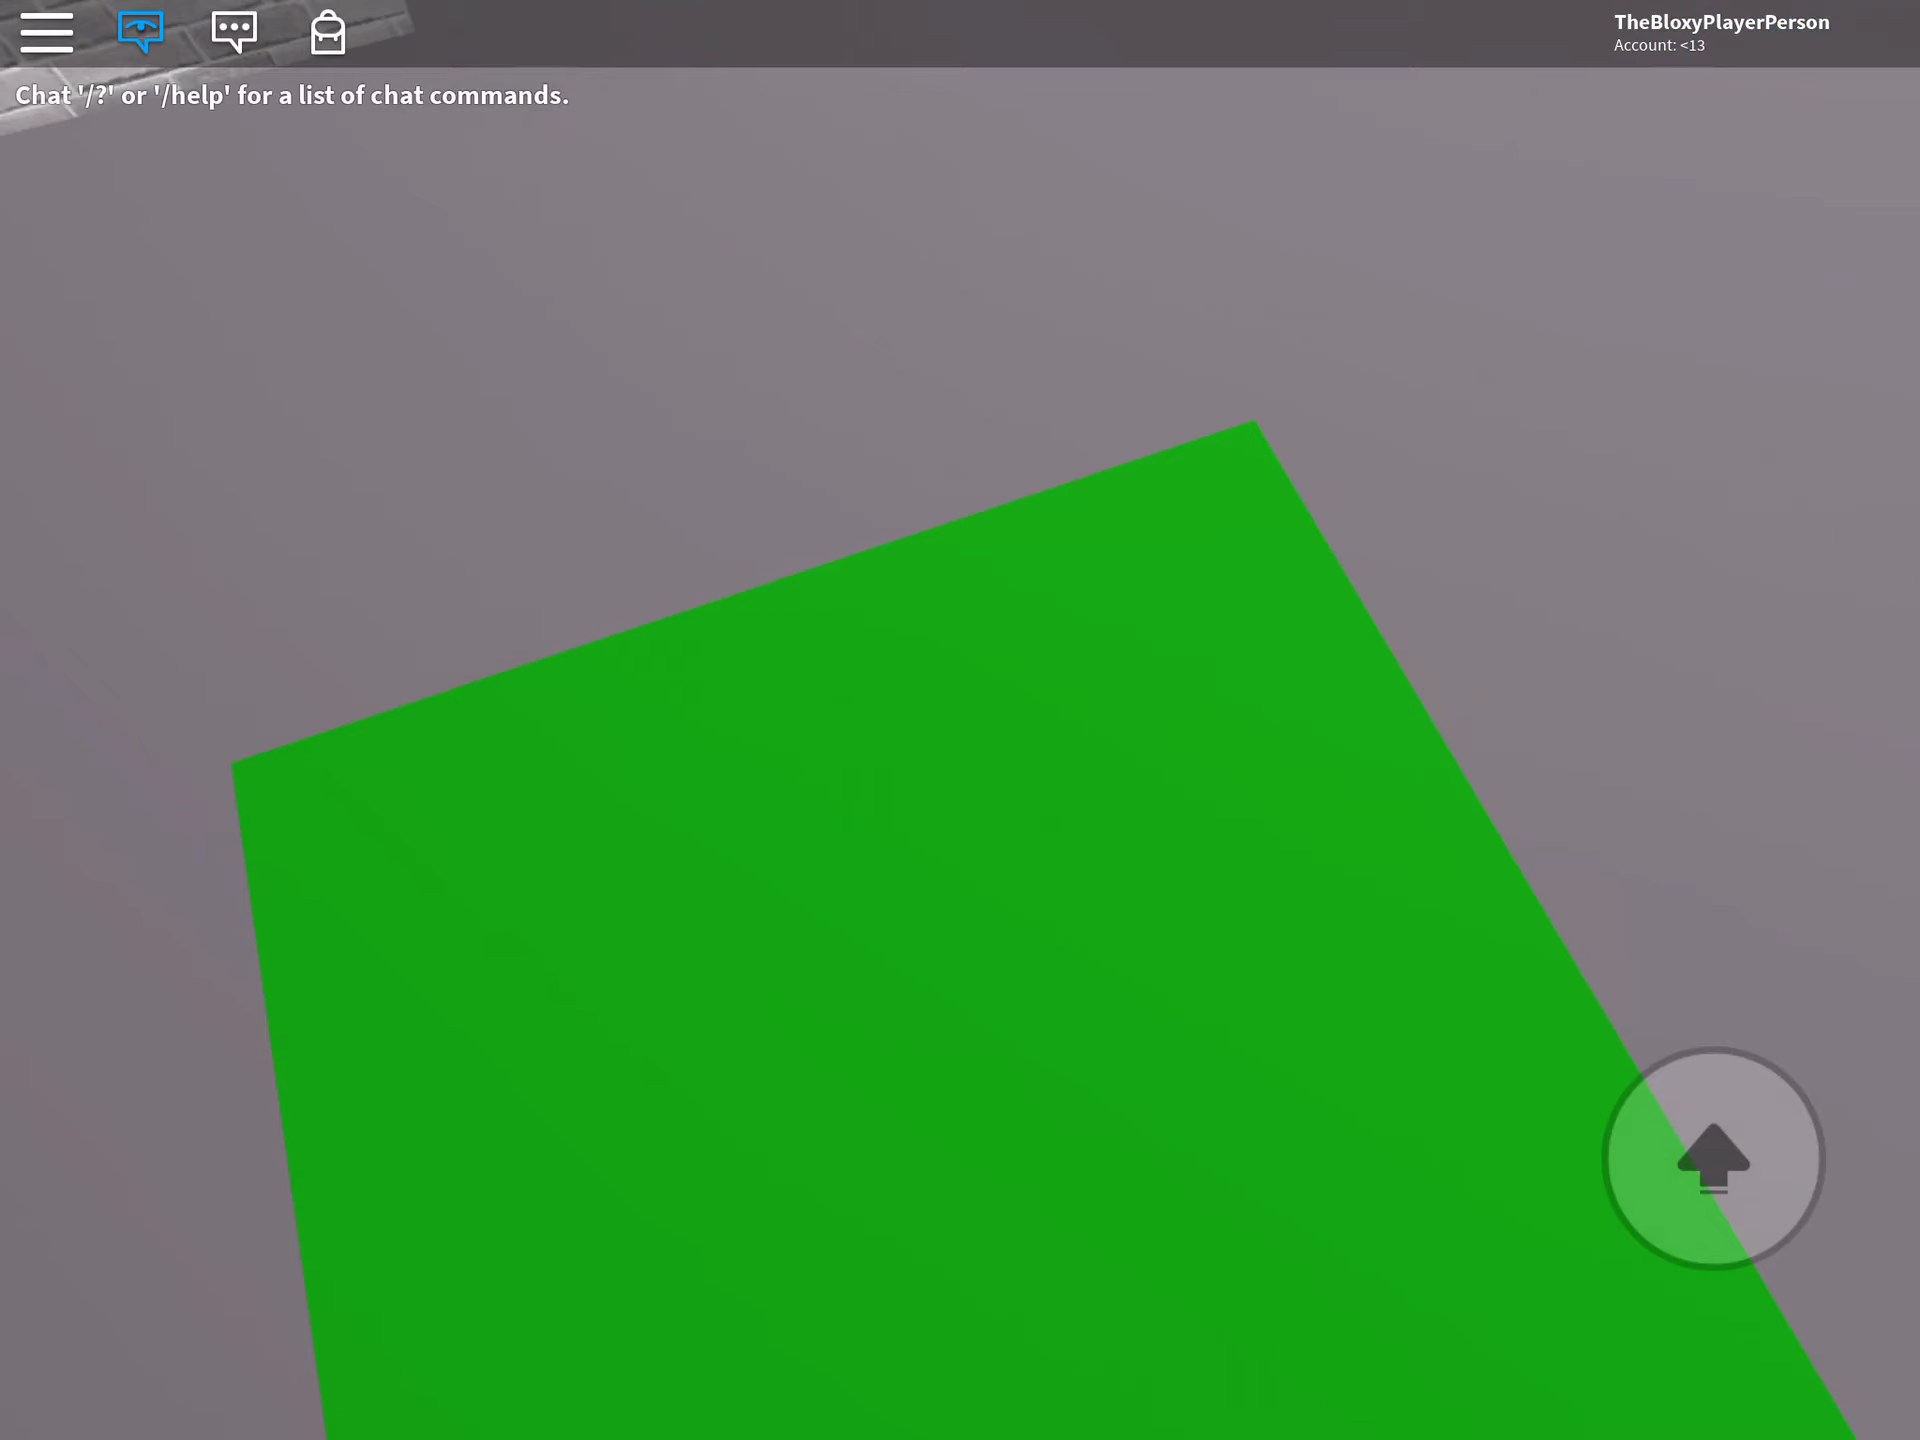 TheBloxyPlayerPerson
Account: <13
Chat '/?' or '/help' for a list of chat commands.